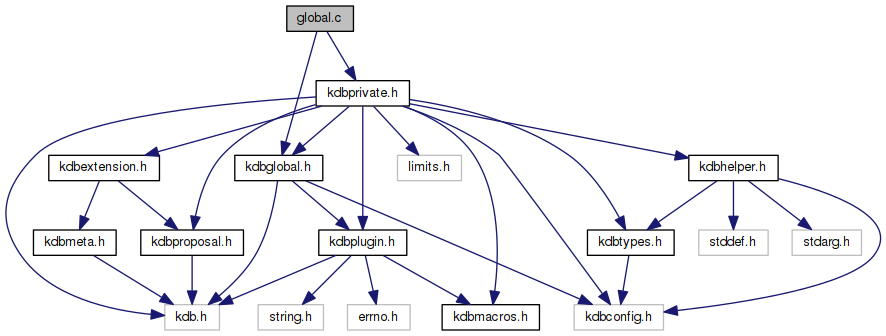 global.c
kdbprivate.h
kdbextension.h
kdbglobal.h
limits.h
kdbhelper.h
kdbmeta.h
kdbproposal.h
kdbplugin.h
kdbtypes.h
stddef.h
stdarg.h
kdb.h
string.h
errno.h
kdbmacros.h
kdbconfig.h